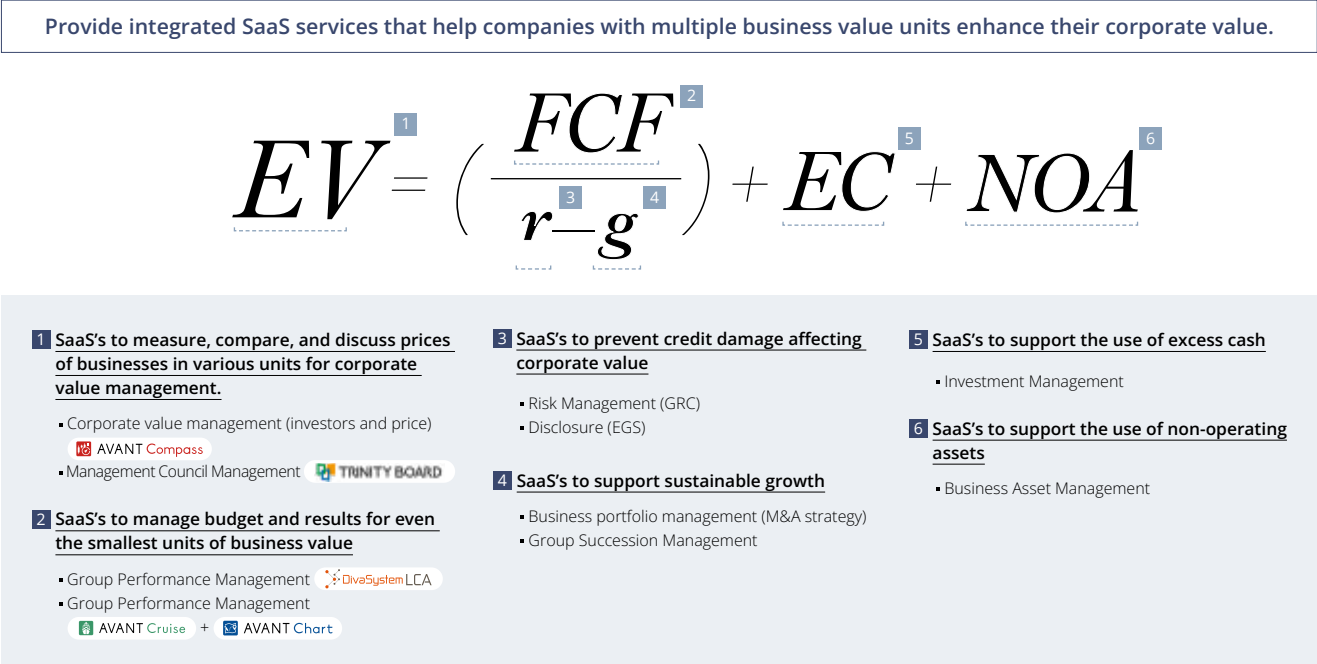 Provide integrated SaaS services that help companies with multiple business value units enhance their corporate value.
EV 1 = ( FCF 2 / r 3 – g 4 ) + EC 5 + NOA 6
1 SaaS's to measure, compare, and discuss prices
of businesses in various units for corporate
value management.
▪ Corporate value management (investors and price)
AVANT Compass
▪ Management Council Management TRINITY BOARD
2 SaaS's to manage budget and results for even
the smallest units of business value
▪ Group Performance Management DivaSystem LCA
▪ Group Performance Management
AVANT Cruise + AVANT Chart
3 SaaS's to prevent credit damage affecting
corporate value
▪ Risk Management (GRC)
▪ Disclosure (EGS)
4 SaaS's to support sustainable growth
▪ Business portfolio management (M&A strategy)
▪ Group Succession Management
5 SaaS's to support the use of excess cash
▪ Investment Management
6 SaaS's to support the use of non-operating
assets
▪ Business Asset Management